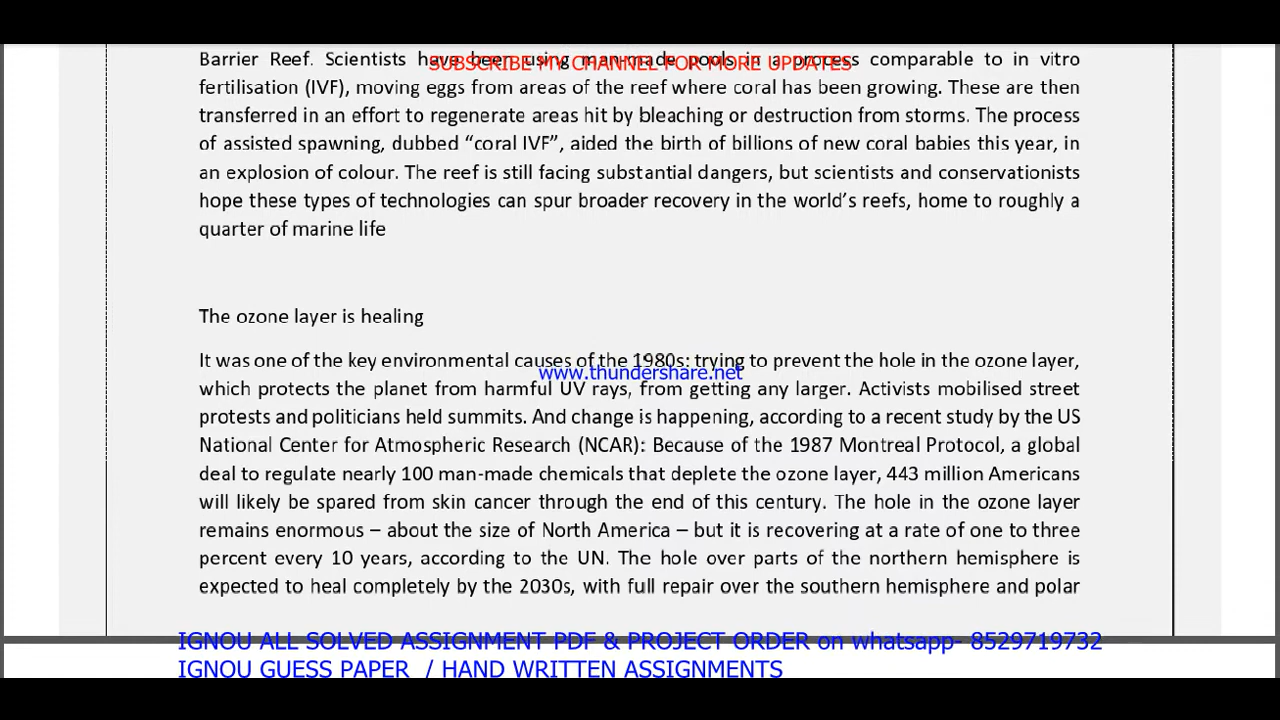 Barrier Reef. Scientists have been using man-made pools in a process comparable to in vitro
SUBSCRIBE MY CHANNEL FOR MORE UPDATES
fertilisation (IVF), moving eggs from areas of the reef where coral has been growing. These are then
transferred in an effort to regenerate areas hit by bleaching or destruction from storms. The process
of assisted spawning, dubbed “coral IVF”, aided the birth of billions of new coral babies this year, in
an explosion of colour. The reef is still facing substantial dangers, but scientists and conservationists
hope these types of technologies can spur broader recovery in the world’s reefs, home to roughly a
quarter of marine life
The ozone layer is healing
It was one of the key environmental causes of the 1980s: trying to prevent the hole in the ozone layer,
www.thundershare.net
which protects the planet from harmful UV rays, from getting any larger. Activists mobilised street
protests and politicians held summits. And change is happening, according to a recent study by the US
National Center for Atmospheric Research (NCAR): Because of the 1987 Montreal Protocol, a global
deal to regulate nearly 100 man-made chemicals that deplete the ozone layer, 443 million Americans
will likely be spared from skin cancer through the end of this century. The hole in the ozone layer
remains enormous – about the size of North America – but it is recovering at a rate of one to three
percent every 10 years, according to the UN. The hole over parts of the northern hemisphere is
expected to heal completely by the 2030s, with full repair over the southern hemisphere and polar
IGNOU ALL SOLVED ASSIGNMENT PDF & PROJECT ORDER on whatsapp- 8529719732
IGNOU GUESS PAPER / HAND WRITTEN ASSIGNMENTS